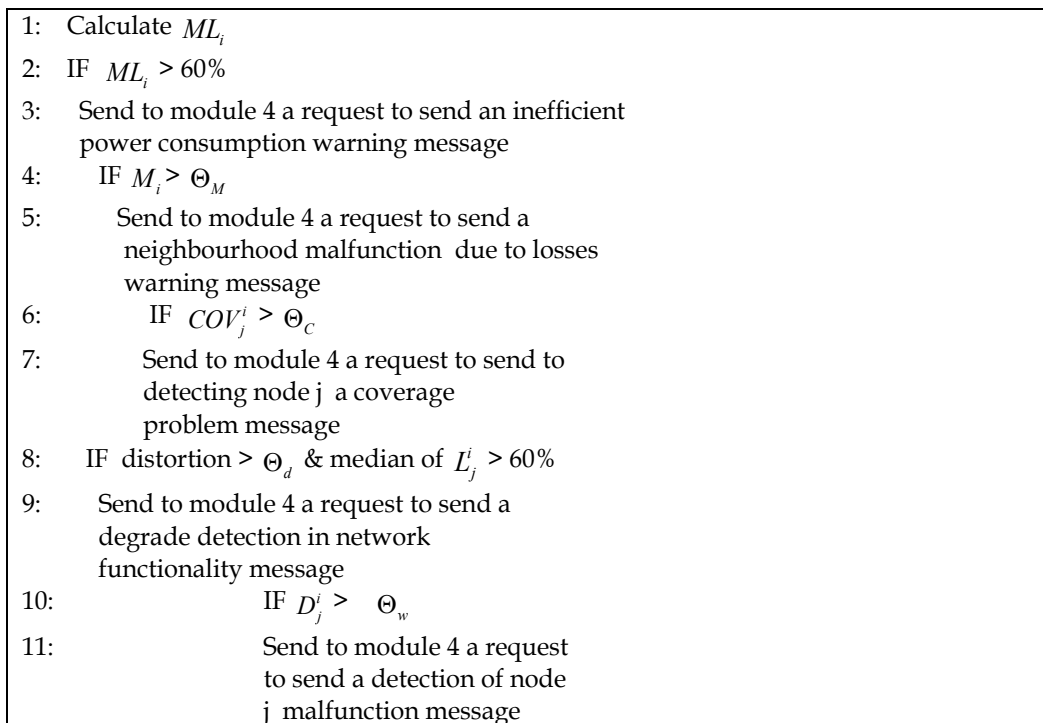 1: Calculate ML_i
2: IF ML_i > 60%
3: Send to module 4 a request to send an inefficient
power consumption warning message
4: IF M_i > Θ_M
5: Send to module 4 a request to send a
neighbourhood malfunction due to losses
warning message
6: IF COV_j^i > Θ_C
7: Send to module 4 a request to send to
detecting node j a coverage
problem message
8: IF distortion > Θ_d & median of L_j^i > 60%
9: Send to module 4 a request to send a
degrade detection in network
functionality message
10: IF D_j^i > Θ_w
11: Send to module 4 a request
to send a detection of node
j malfunction message